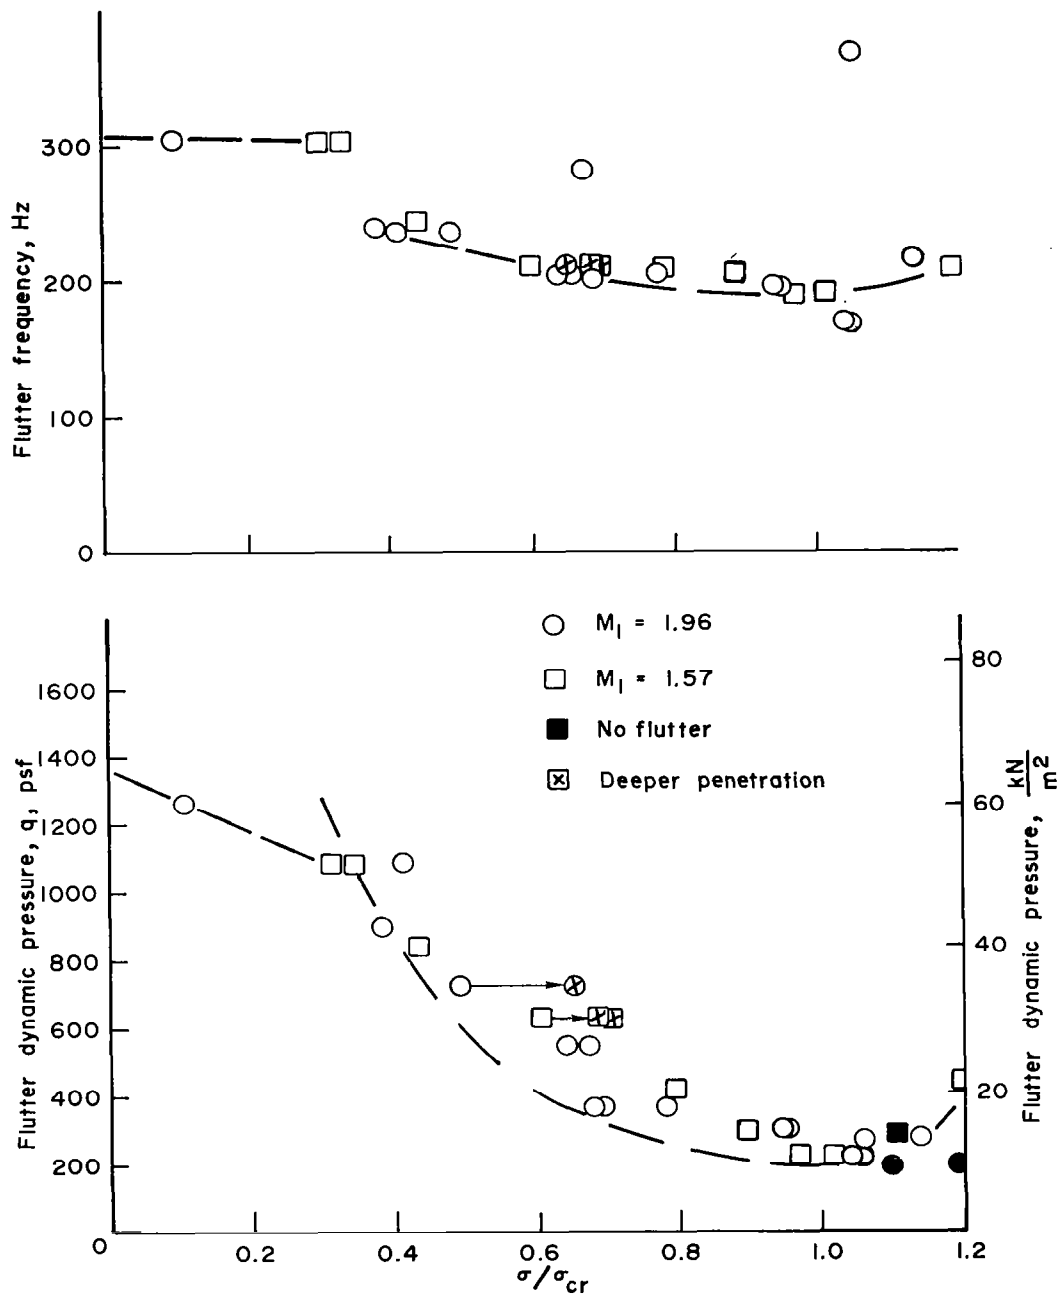 Flutter frequency, Hz
300
200
100
0
○ M1 = 1.96
□ M1 = 1.57
■ No flutter
Deeper penetration
Flutter dynamic pressure, q, psf
1600
1400
1200
1000
800
600
400
200
80
60
40
20
Flutter dynamic pressure, kN/m2
0 0.2 0.4 0.6 0.8 1.0 1.2
σ/σcr